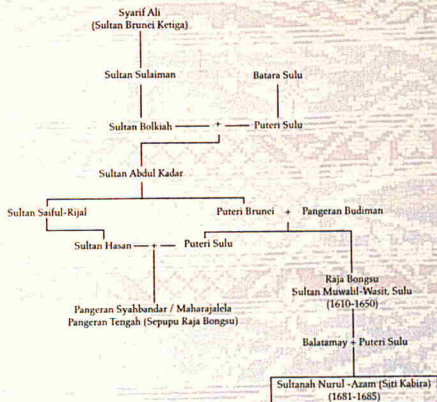 Syarif Ali
(Sultan Brunei Ketiga)
Sultan Sulaiman
Batara Sulu
Sultan Bolkiah + Puteri Sulu
Sultan Abdul Kadar
Sultan Saiful-Rijal
Puteri Brunei + Pangeran Budiman
Sultan Hasan + Puteri Sulu
Pangeran Syahbandar / Maharajalela
Pangeran Tengah (Sepupu Raja Bongsu)
Raja Bongsu
Sultan Muwalil-Wasit, Sulu
(1610-1650)
Balatamay + Puteri Sulu
Sultanah Nurul -Azam (Siti Kabira)
(1681-1685)